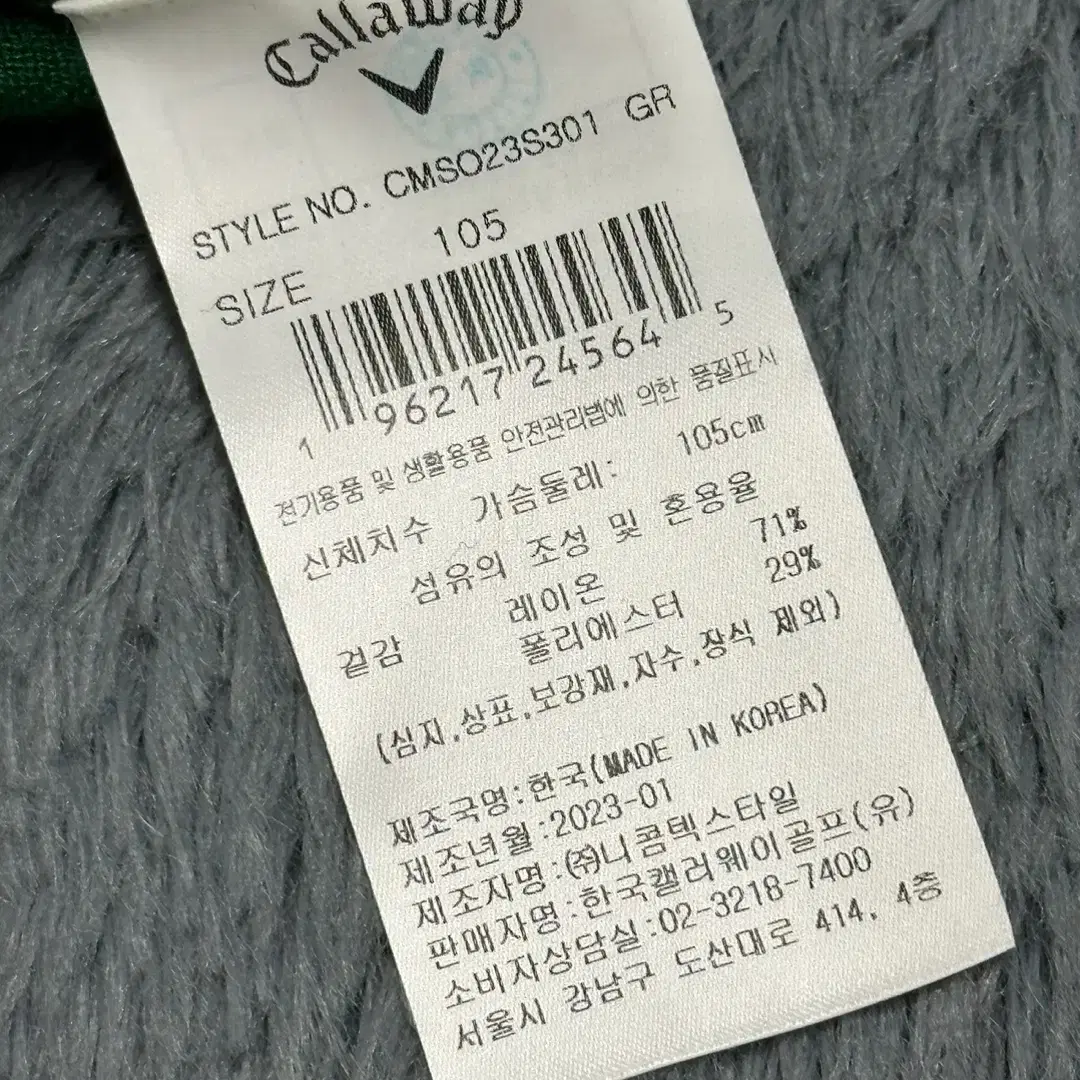 Callaway
STYLE NO. CMSO23S301 GR
SIZE 105
1 96217 24564 5
전기용품 및 생활용품 안전관리법에 의한 품질표시
신체치수 가슴둘레: 105cm
섬유의 조성 및 혼용율
레이온 71%
겉감 폴리에스터 29%
(심지,상표,보강재,자수,장식 제외)
제조국명:한국(MADE IN KOREA)
제조년월:2023-01
제조자명:㈜니콤텍스타일
판매자명:한국캘러웨이골프(유)
소비자상담실:02-3218-7400
서울시 강남구 도산대로 414, 4층